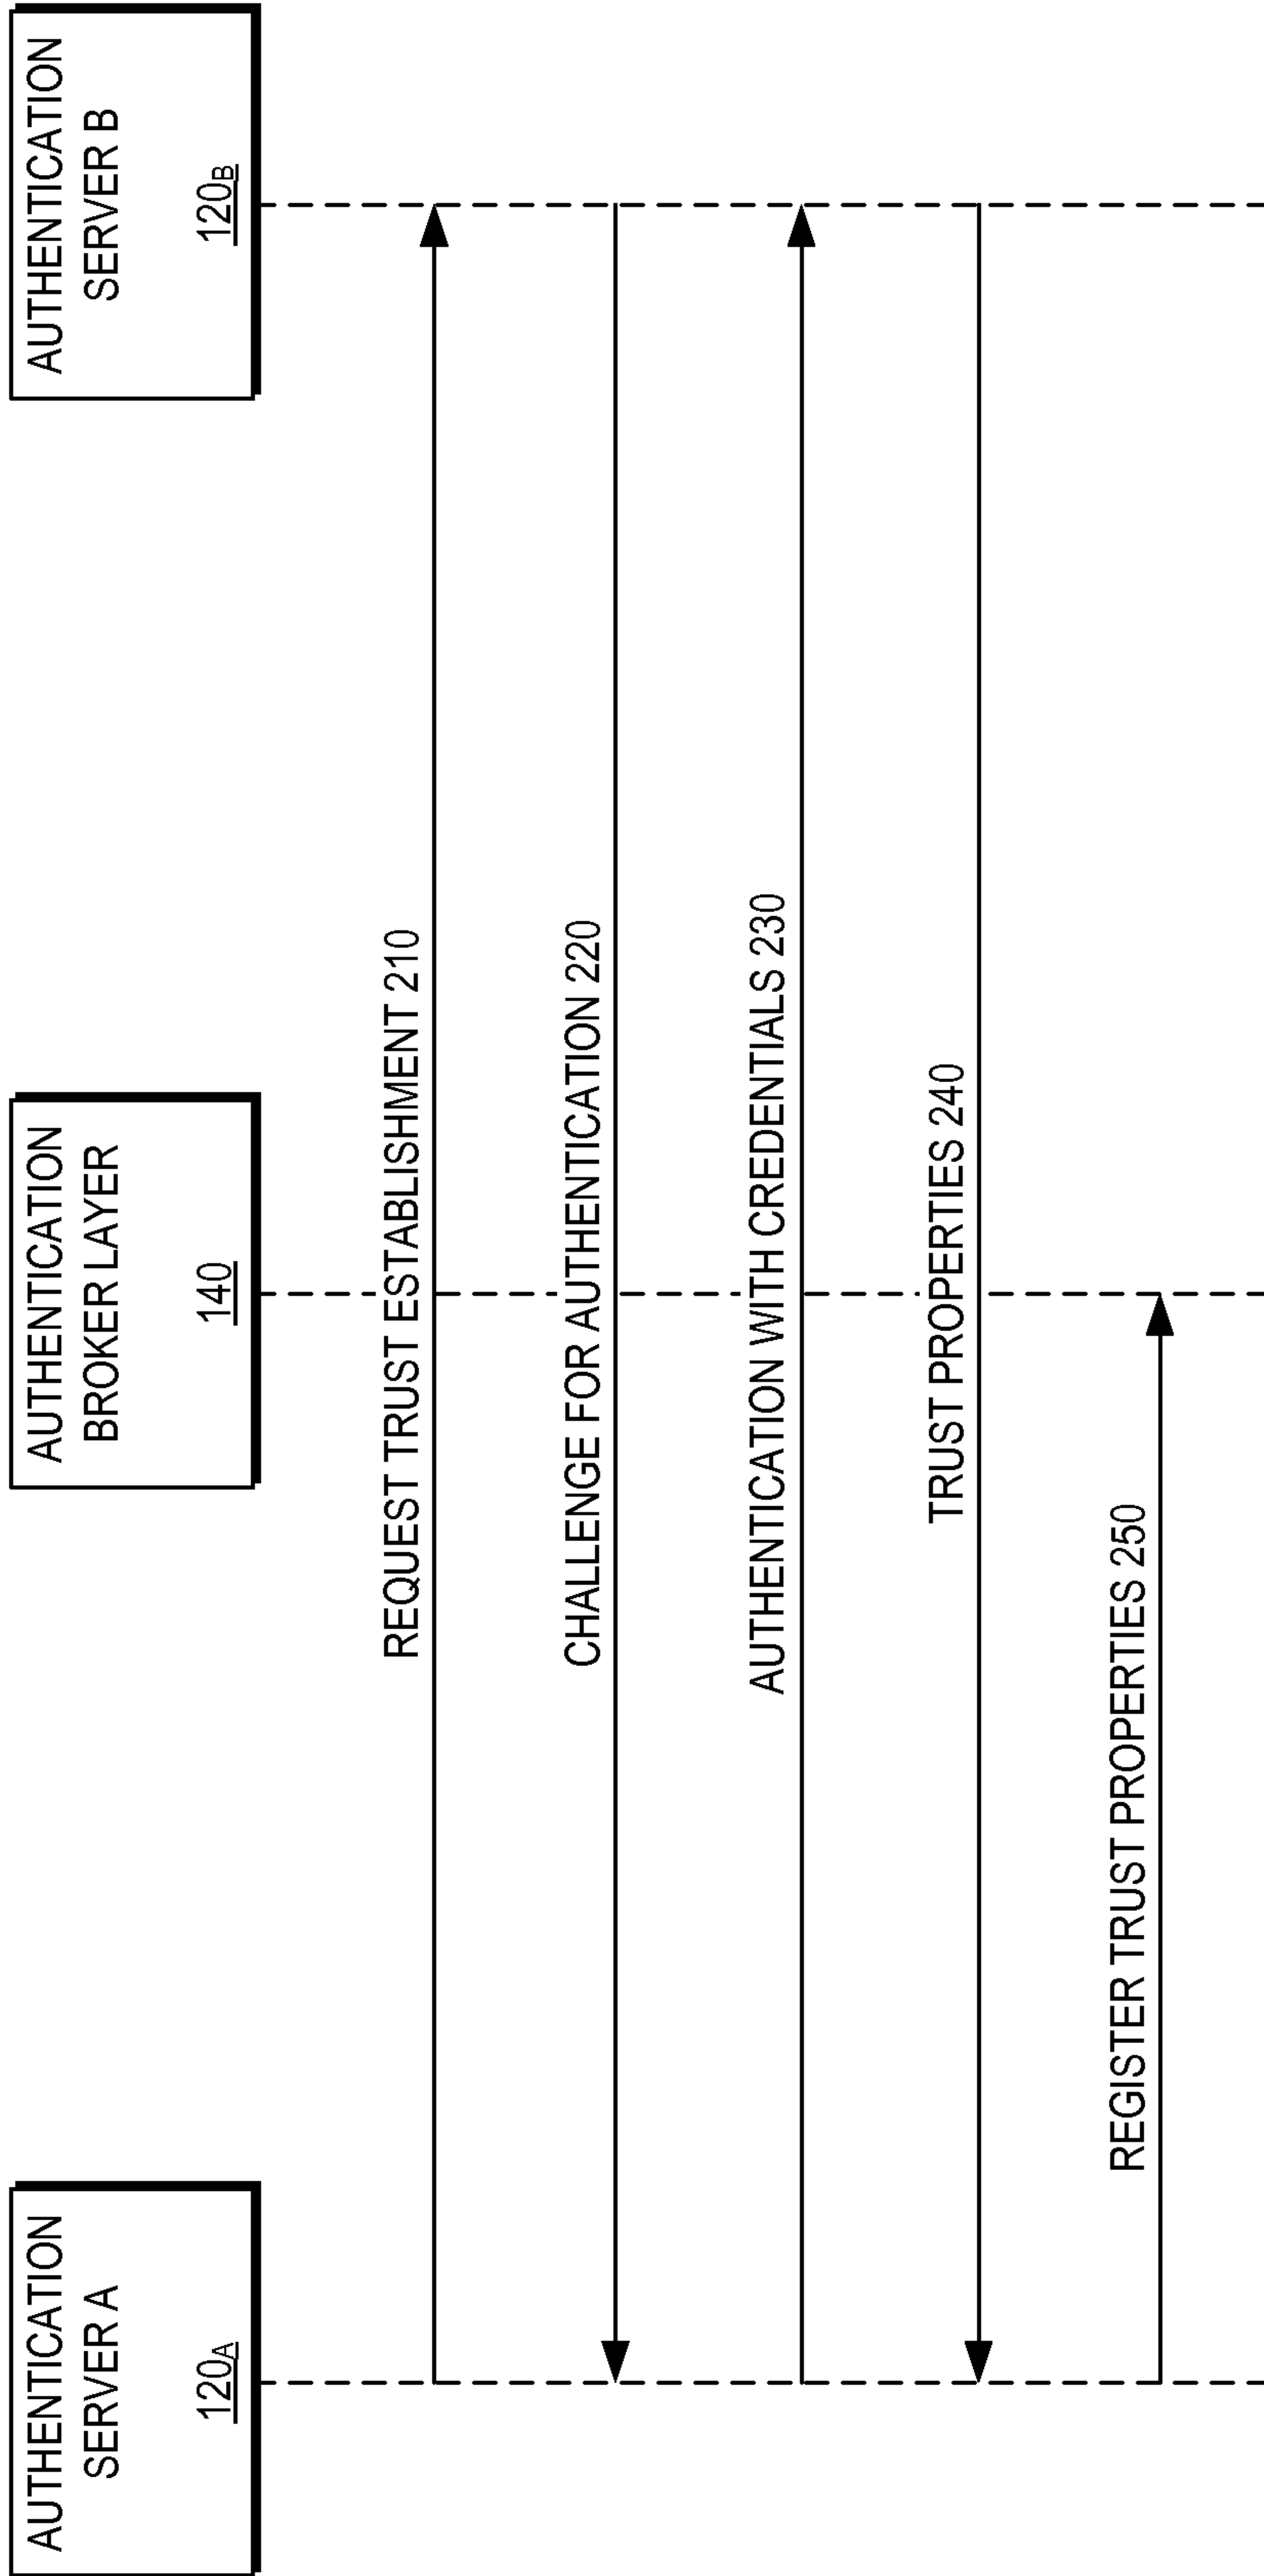 AUTHENTICATION
SERVER A
120A
AUTHENTICATION
BROKER LAYER
140
AUTHENTICATION
SERVER B
120B
REQUEST TRUST ESTABLISHMENT 210
CHALLENGE FOR AUTHENTICATION 220
AUTHENTICATION WITH CREDENTIALS 230
TRUST PROPERTIES 240
REGISTER TRUST PROPERTIES 250